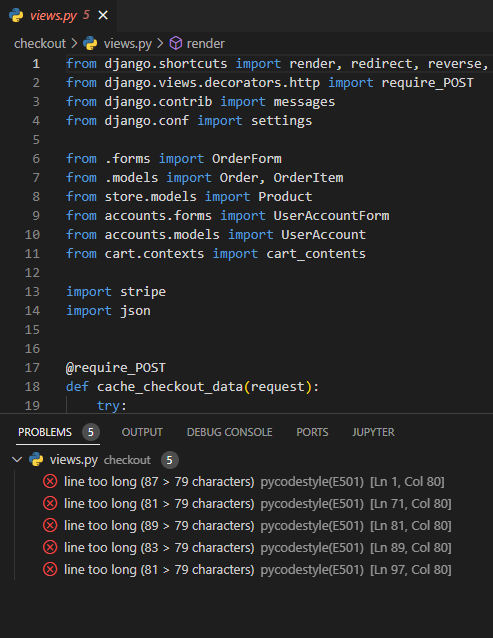 views.py 5 ×
checkout > views.py > render
1 from django.shortcuts import render, redirect, reverse,
2 from django.views.decorators.http import require_POST
3 from django.contrib import messages
4 from django.conf import settings
5
6 from .forms import OrderForm
7 from .models import Order, OrderItem
8 from store.models import Product
9 from accounts.forms import UserAccountForm
10 from accounts.models import UserAccount
11 from cart.contexts import cart_contents
12
13 import stripe
14 import json
15
16
17 @require_POST
18 def cache_checkout_data(request):
19 try:
PROBLEMS 5 OUTPUT DEBUG CONSOLE PORTS JUPYTER
views.py checkout 5
line too long (87 > 79 characters) pycodestyle(E501) [Ln 1, Col 80]
line too long (81 > 79 characters) pycodestyle(E501) [Ln 71, Col 80]
line too long (89 > 79 characters) pycodestyle(E501) [Ln 81, Col 80]
line too long (83 > 79 characters) pycodestyle(E501) [Ln 89, Col 80]
line too long (81 > 79 characters) pycodestyle(E501) [Ln 97, Col 80]